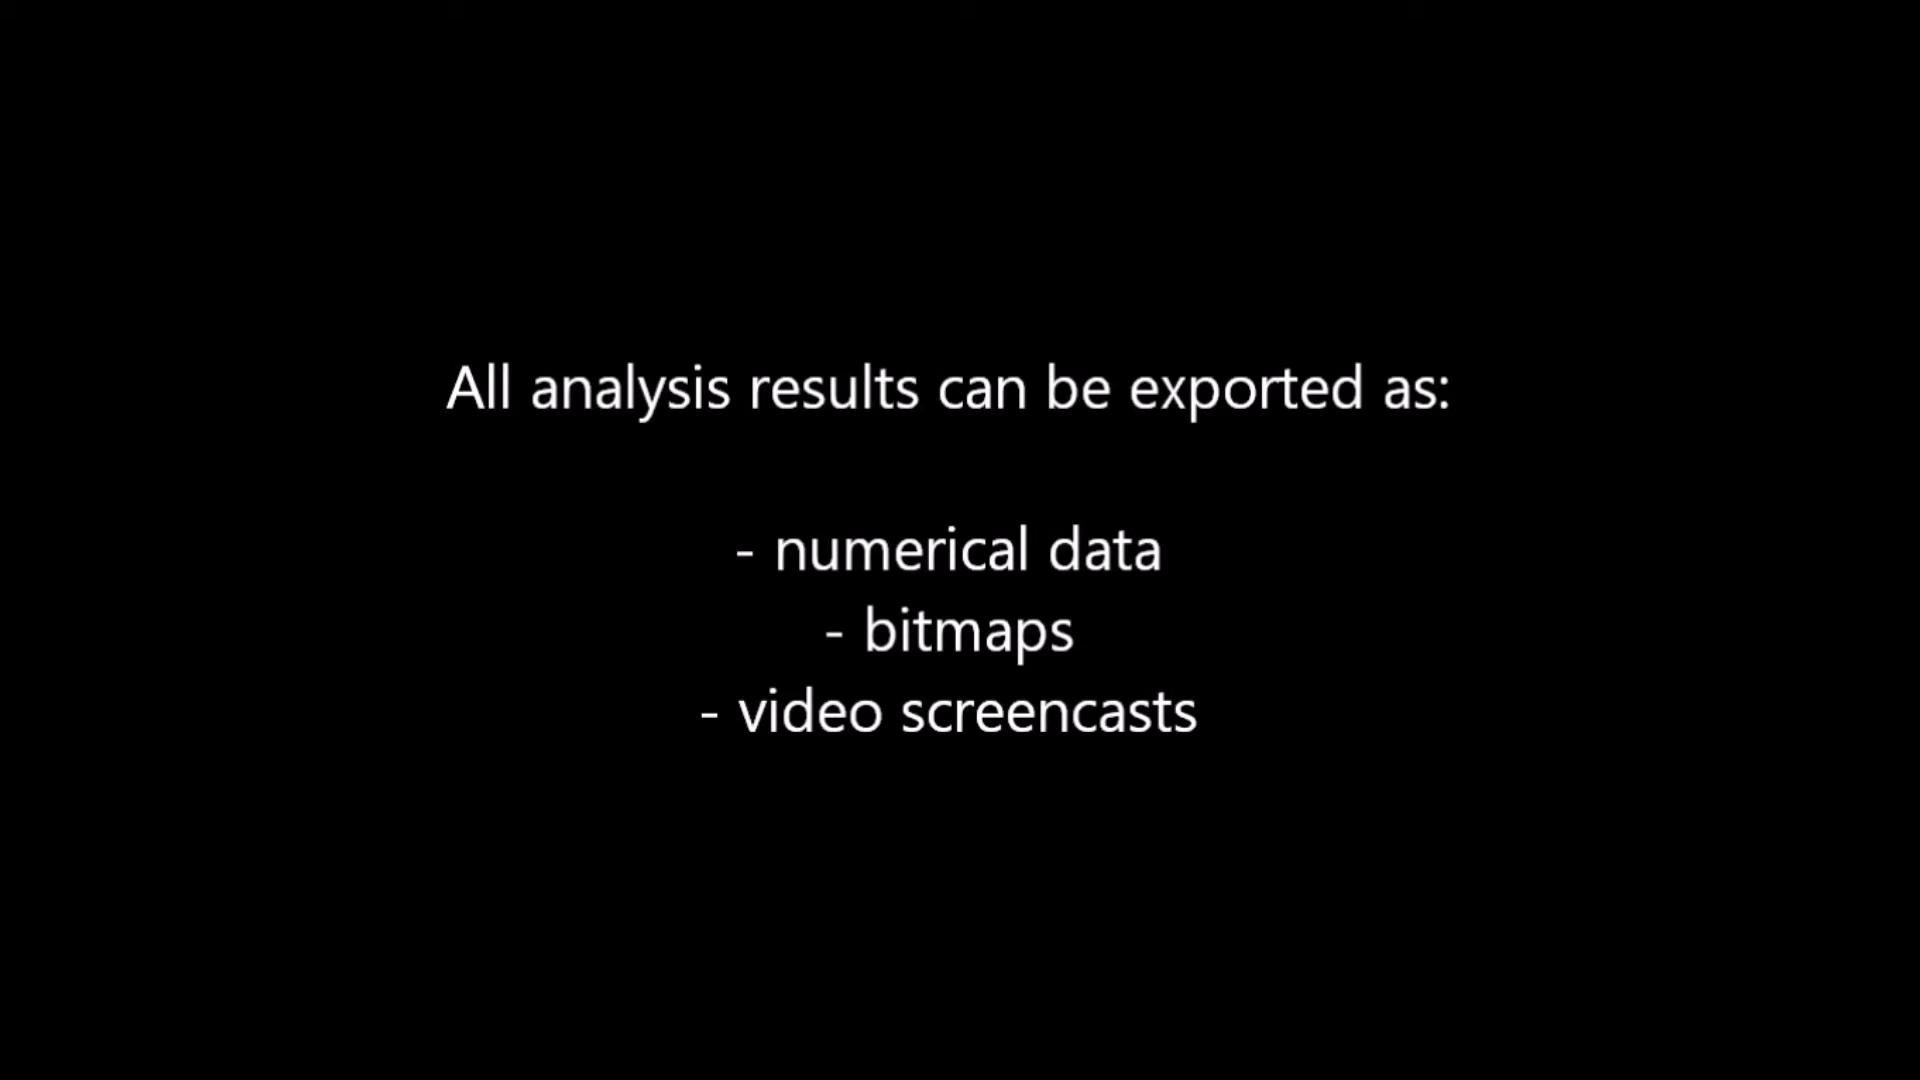 All analysis results can be exported as:
- numerical data
- bitmaps
- video screencasts